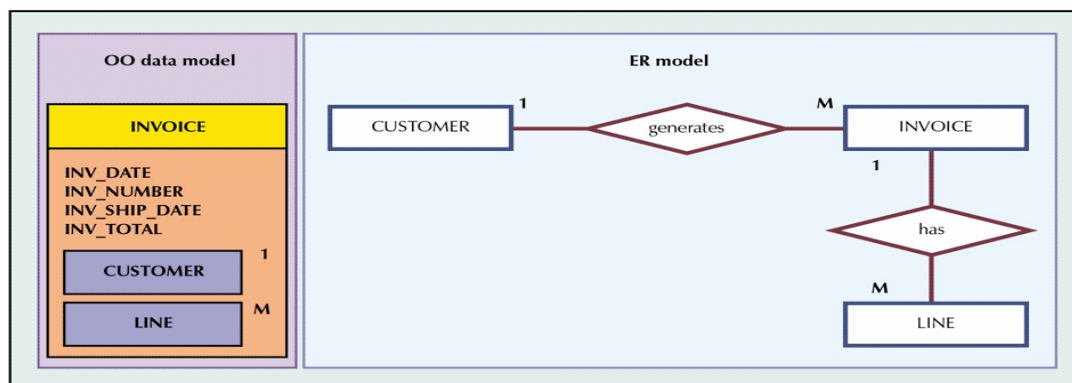 OO data model
INVOICE
INV_DATE
INV_NUMBER
INV_SHIP_DATE
INV_TOTAL
1
CUSTOMER
M
LINE
ER model
1
M
CUSTOMER
generates
INVOICE
1
has
M
LINE